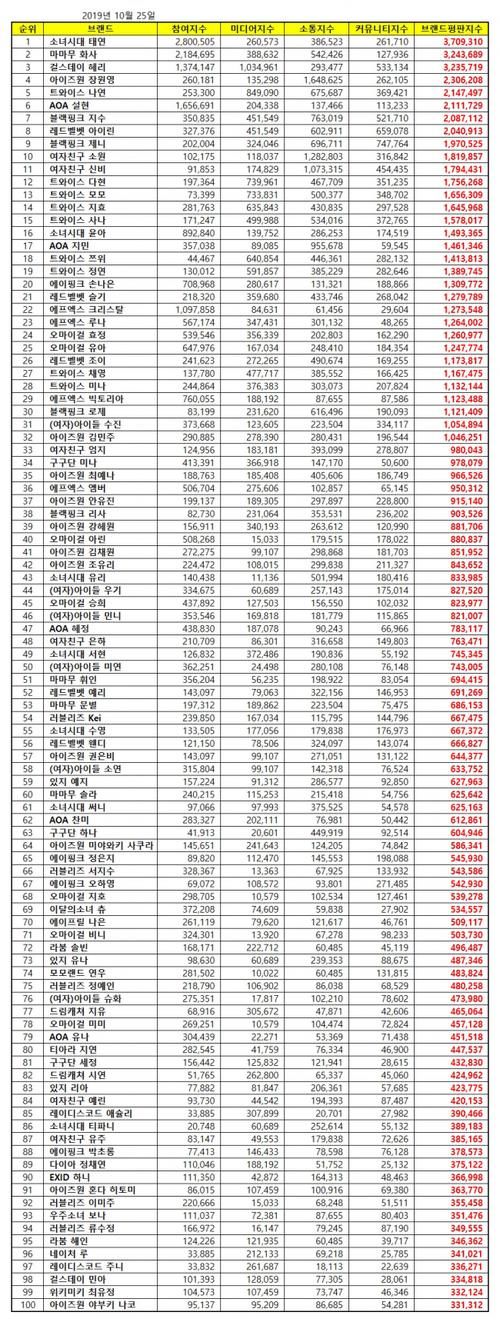 2019년 10월 25일
순위 브랜드 참여지수 미디어지수 소통지수 커뮤니티지수 브랜드평판지수
1 소녀시대 태연 2,800,505 260,573 386,523 261,710 3,709,310
2 마마무 화사 2,184,695 388,632 542,426 127,936 3,243,689
3 걸스데이 혜리 1,374,147 1,034,961 293,477 533,134 3,235,719
4 아이즈원 장원영 260,181 135,298 1,648,625 262,105 2,306,208
5 트와이스 나연 253,300 849,090 675,687 369,421 2,147,497
6 AOA 설현 1,656,691 204,338 137,466 113,233 2,111,729
7 블랙핑크 지수 350,835 451,549 763,019 521,710 2,087,112
8 레드벨벳 아이린 327,376 451,549 602,911 659,078 2,040,913
9 블랙핑크 제니 202,004 324,046 696,711 747,764 1,970,525
10 여자친구 소원 102,175 118,037 1,282,803 316,842 1,819,857
11 여자친구 신비 91,853 174,829 1,073,315 454,435 1,794,431
12 트와이스 다현 197,364 739,961 467,709 351,235 1,756,268
13 트와이스 모모 73,399 733,831 500,377 348,702 1,656,309
14 트와이스 지효 281,763 635,843 430,835 297,528 1,645,968
15 트와이스 사나 171,247 499,988 534,016 372,765 1,578,017
16 소녀시대 윤아 892,840 139,752 286,253 174,519 1,493,365
17 AOA 지민 357,038 89,085 955,678 59,545 1,461,346
18 트와이스 쯔위 44,467 640,854 446,361 282,132 1,413,813
19 트와이스 정연 130,012 591,857 385,229 282,646 1,389,745
20 에이핑크 손나은 708,968 280,617 131,321 188,866 1,309,772
21 레드벨벳 슬기 218,320 359,680 433,746 268,042 1,279,789
22 에프엑스 크리스탈 1,097,858 84,631 61,456 29,604 1,273,548
23 에프엑스 루나 567,174 347,431 301,132 48,265 1,264,002
24 오마이걸 효정 539,546 356,339 202,803 162,290 1,260,977
25 오마이걸 유아 647,976 167,034 248,410 184,354 1,247,774
26 레드벨벳 조이 241,623 272,265 490,674 169,255 1,173,817
27 트와이스 채영 137,780 477,717 385,552 166,425 1,167,475
28 트와이스 미나 244,864 376,383 303,073 207,824 1,132,144
29 에프엑스 빅토리아 760,055 188,192 87,655 87,586 1,123,488
30 블랙핑크 로제 83,199 231,620 616,496 190,093 1,121,409
31 (여자)아이들 수진 373,668 123,605 223,504 334,117 1,054,894
32 아이즈원 김민주 290,885 278,390 280,431 196,544 1,046,251
33 여자친구 엄지 124,956 183,181 393,099 278,807 980,043
34 구구단 미나 413,391 366,918 147,170 50,600 978,079
35 아이즈원 최예나 188,763 185,408 405,606 186,749 966,526
36 에프엑스 엠버 506,704 275,606 102,857 65,145 950,312
37 아이즈원 안유진 199,137 189,305 297,897 228,800 915,140
38 블랙핑크 리사 82,730 231,064 353,531 236,202 903,526
39 아이즈원 강혜원 156,911 340,193 263,612 120,990 881,706
40 오마이걸 아린 508,268 15,033 179,515 178,022 880,837
41 아이즈원 김채원 272,275 99,107 298,868 181,703 851,952
42 아이즈원 조유리 224,472 108,015 299,838 211,327 843,652
43 소녀시대 유리 140,438 11,136 501,994 180,416 833,985
44 (여자)아이들 우기 334,675 60,689 257,143 175,014 827,520
45 오마이걸 승희 437,892 127,503 156,550 102,032 823,977
46 (여자)아이들 민니 353,546 169,818 181,779 115,865 821,007
47 AOA 혜정 438,830 187,078 90,243 66,966 783,117
48 여자친구 은하 210,709 86,301 316,658 149,803 763,471
49 소녀시대 서현 126,832 372,486 190,836 55,192 745,345
50 (여자)아이들 미연 362,251 24,498 280,108 76,148 743,005
51 마마무 휘인 356,204 56,235 198,922 83,054 694,415
52 레드벨벳 예리 143,097 79,063 322,156 146,953 691,269
53 마마무 문별 197,312 189,862 223,504 75,475 686,153
54 러블리즈 Kei 239,850 167,034 115,795 144,796 667,475
55 소녀시대 수영 133,505 177,056 179,838 176,973 667,372
56 레드벨벳 웬디 121,150 78,506 324,097 143,074 666,827
57 아이즈원 권은비 143,097 99,107 271,051 131,122 644,377
58 (여자)아이들 소연 315,804 99,107 142,318 76,524 633,752
59 있지 예지 157,224 91,312 286,577 92,850 627,963
60 마마무 솔라 240,215 115,253 215,418 54,756 625,642
61 소녀시대 써니 97,066 97,993 375,525 54,578 625,163
62 AOA 찬미 283,327 202,111 76,981 50,442 612,861
63 구구단 하나 41,913 20,601 449,919 92,514 604,946
64 아이즈원 미야와키 사쿠라 145,651 241,643 124,205 74,842 586,341
65 에이핑크 정은지 89,820 112,470 145,553 198,088 545,930
66 러블리즈 서지수 328,367 13,363 67,925 133,932 543,586
67 에이핑크 오하영 69,072 108,572 93,801 271,485 542,930
68 오마이걸 지호 298,705 10,579 102,534 127,461 539,278
69 이달의소녀 츄 372,208 74,609 59,838 27,902 534,557
70 에이프릴 나은 261,119 79,620 121,617 46,761 509,117
71 오마이걸 비니 324,301 13,920 67,278 98,233 503,730
72 라붐 솔빈 168,171 222,712 60,485 45,119 496,487
73 있지 유나 98,630 60,689 239,353 88,675 487,346
74 모모랜드 연우 281,502 10,022 60,485 131,815 483,824
75 러블리즈 정예인 218,790 106,902 86,038 68,529 480,258
76 (여자)아이들 슈화 275,351 17,817 102,210 78,602 473,980
77 드림캐쳐 지유 68,916 305,672 47,871 42,606 465,064
78 오마이걸 미미 269,251 10,579 104,474 72,824 457,128
79 AOA 유나 304,439 22,271 53,369 71,438 451,518
80 티아라 지연 282,545 41,759 76,334 46,900 447,537
81 구구단 세정 156,442 125,832 121,941 28,615 432,830
82 드림캐쳐 시연 51,765 262,800 65,337 45,060 424,962
83 있지 리아 77,882 81,847 206,361 57,685 423,775
84 여자친구 예린 93,730 44,542 194,393 87,487 420,153
85 레이디스코드 애슐리 33,885 307,899 20,701 27,982 390,466
86 소녀시대 티파니 20,748 60,689 252,614 55,132 389,183
87 여자친구 유주 83,147 49,553 179,838 72,626 385,165
88 에이핑크 박초롱 77,413 146,433 78,598 76,128 378,573
89 다이아 정채연 110,046 188,192 51,752 25,132 375,122
90 EXID 하니 111,350 42,872 164,313 48,463 366,998
91 아이즈원 혼다 히토미 86,015 107,459 100,916 69,380 363,770
92 러블리즈 이미주 220,666 15,033 68,248 51,511 355,458
93 우주소녀 보나 111,037 72,381 87,655 80,403 351,476
94 러블리즈 류수정 166,972 16,147 79,245 87,190 349,555
95 라붐 해인 124,226 121,935 60,485 39,717 346,362
96 네이처 루 33,885 212,133 69,218 25,785 341,021
97 레이디스코드 주니 33,832 261,687 18,113 22,639 336,271
98 걸스데이 민아 101,393 128,059 77,305 28,061 334,818
99 위키미키 최유정 104,573 107,459 73,747 46,346 332,124
100 아이즈원 야부키 나코 95,137 95,209 86,685 54,281 331,312